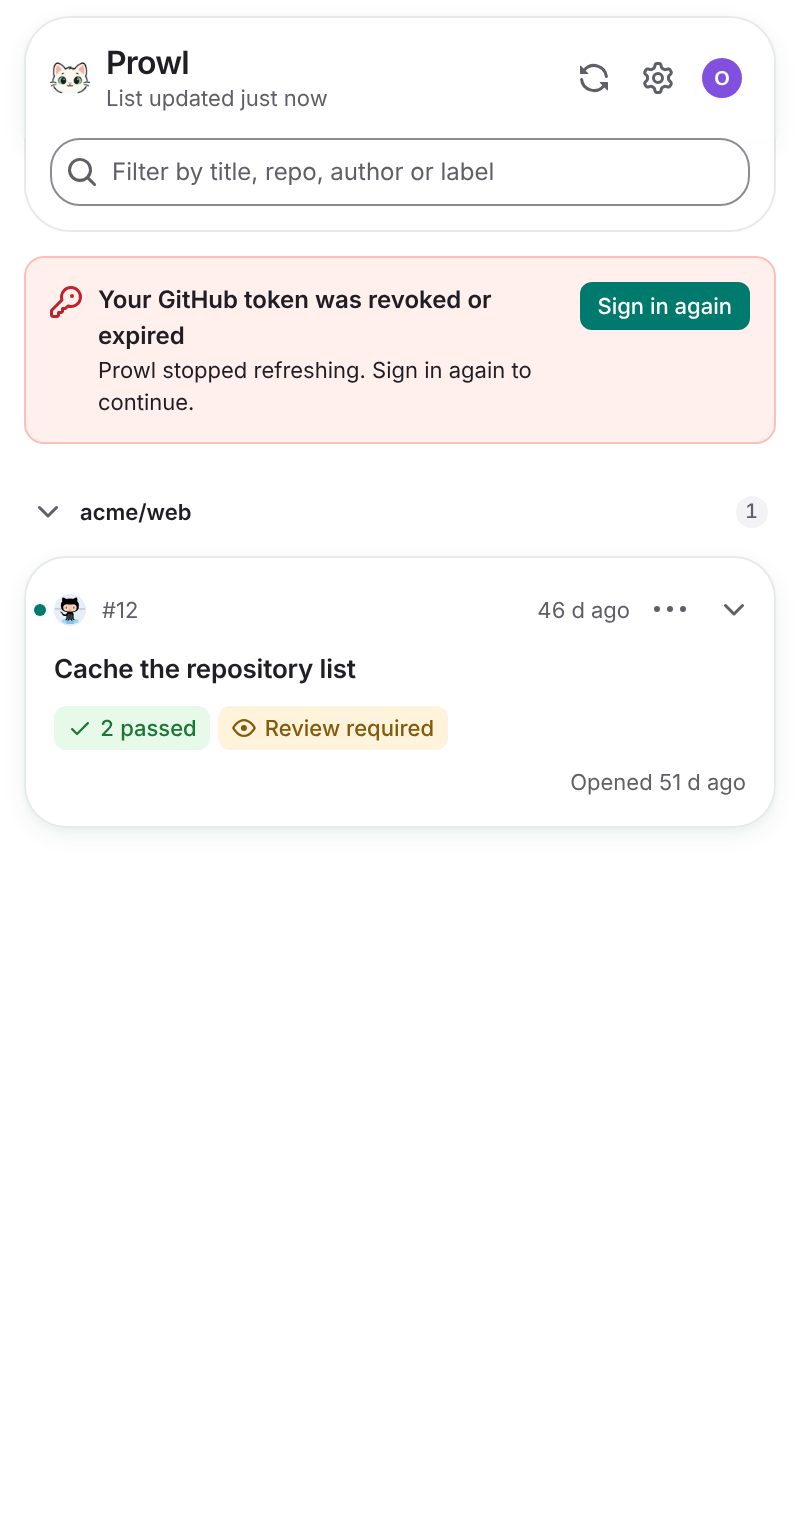 Prowl
List updated just now
O
Filter by title, repo, author or label
Your GitHub token was revoked or
expired
Prowl stopped refreshing. Sign in again to
continue.
Sign in again
acme/web
1
#12
46 d ago
Cache the repository list
2 passed
Review required
Opened 51 d ago